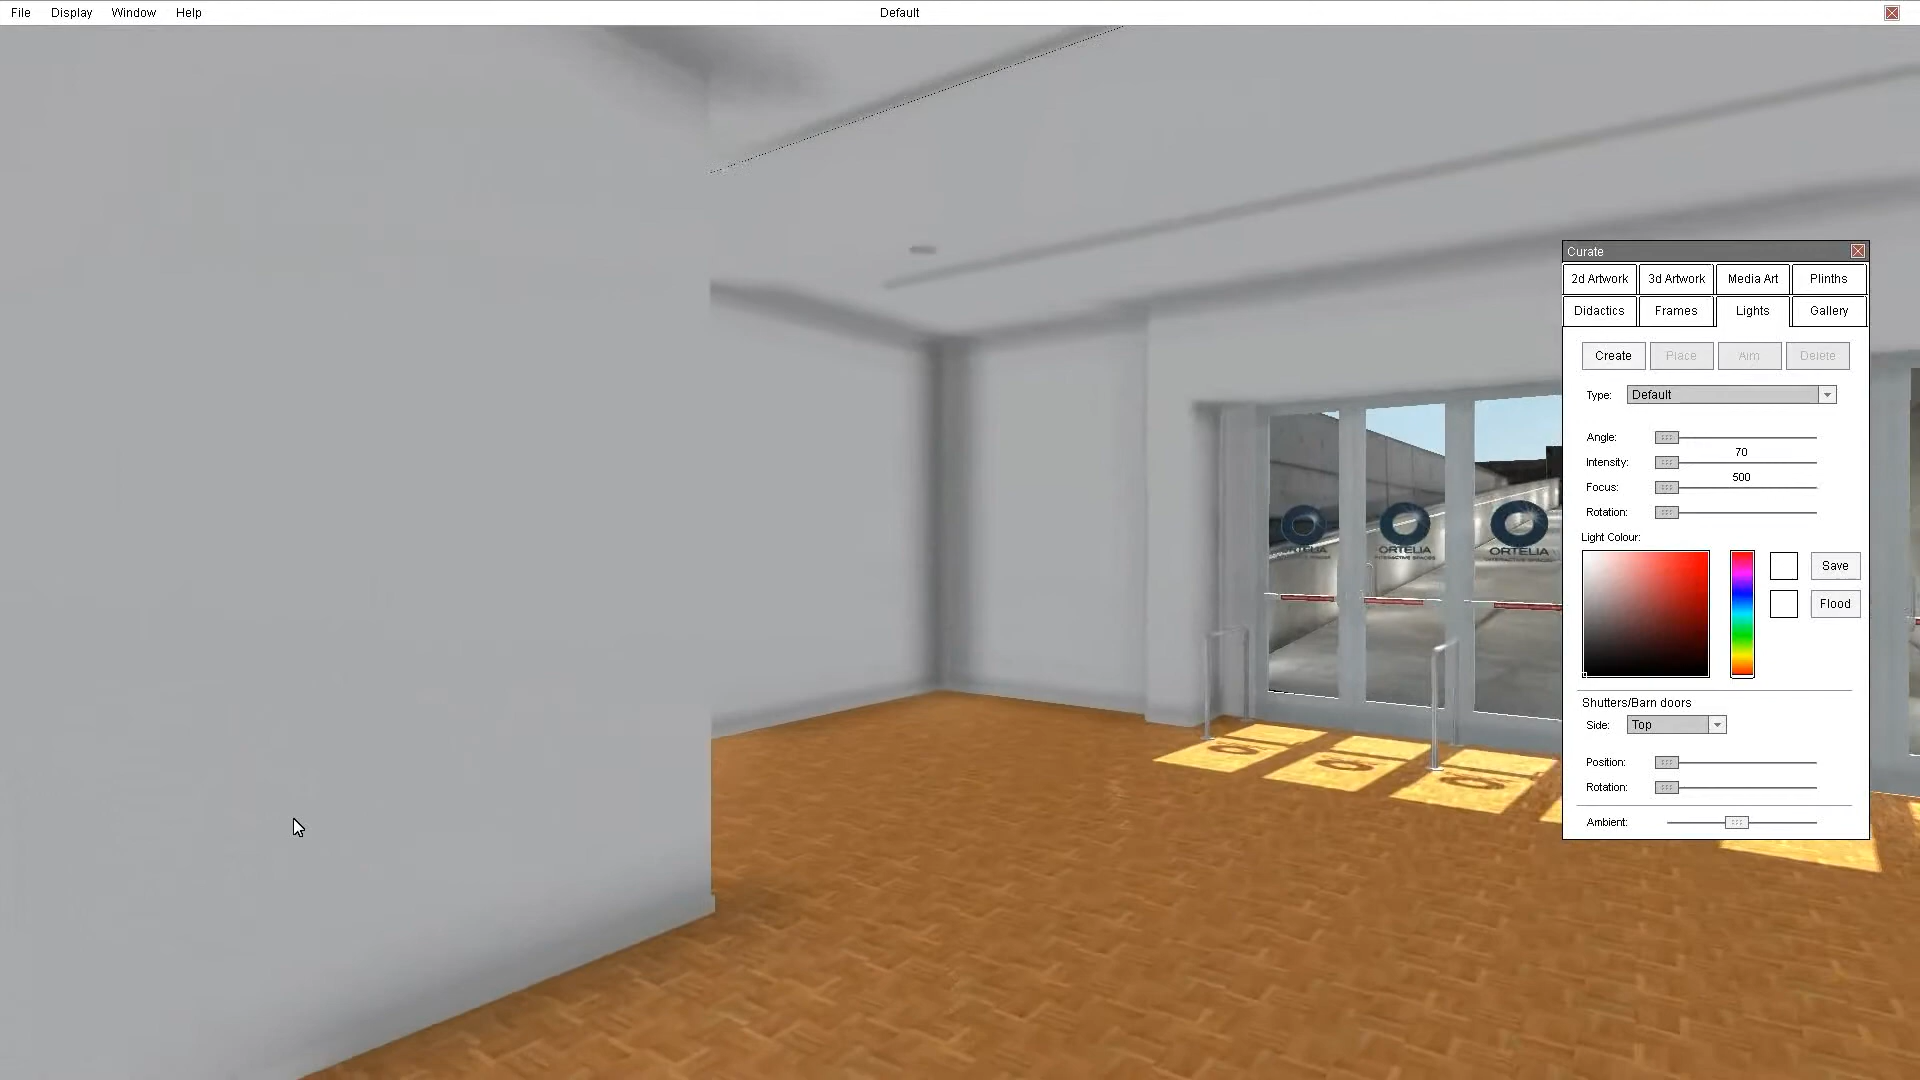 File Display Window Help Default
Curate
2d Artwork 3d Artwork Media Art Plinths
Didactics Frames Lights Gallery
Create Place Aim Delete
Type: Default
Angle:
70
Intensity:
500
Focus:
Rotation:
Light Colour:
Save
Flood
Shutters/Barn doors
Side: Top
Position:
Rotation:
Ambient:
ORTELIA
ORTELIA
INTERACTIVE SPACES